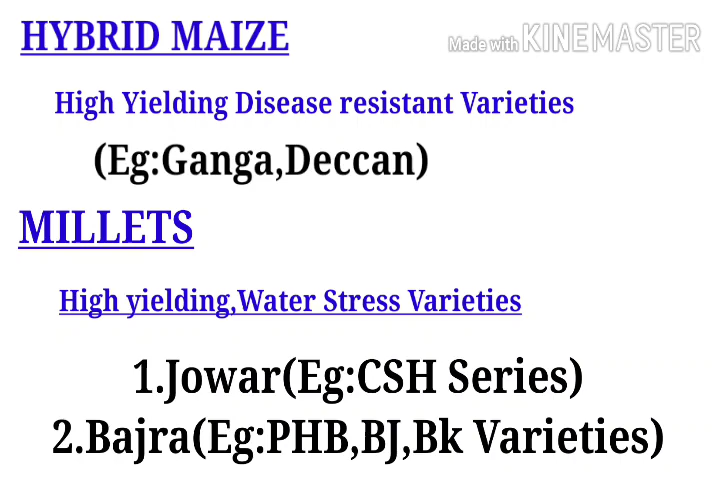 HYBRID MAIZE
Made with KINEMASTER
High Yielding Disease resistant Varieties
(Eg:Ganga,Deccan)
MILLETS
High yielding,Water Stress Varieties
1.Jowar(Eg:CSH Series)
2.Bajra(Eg:PHB,BJ,Bk Varieties)